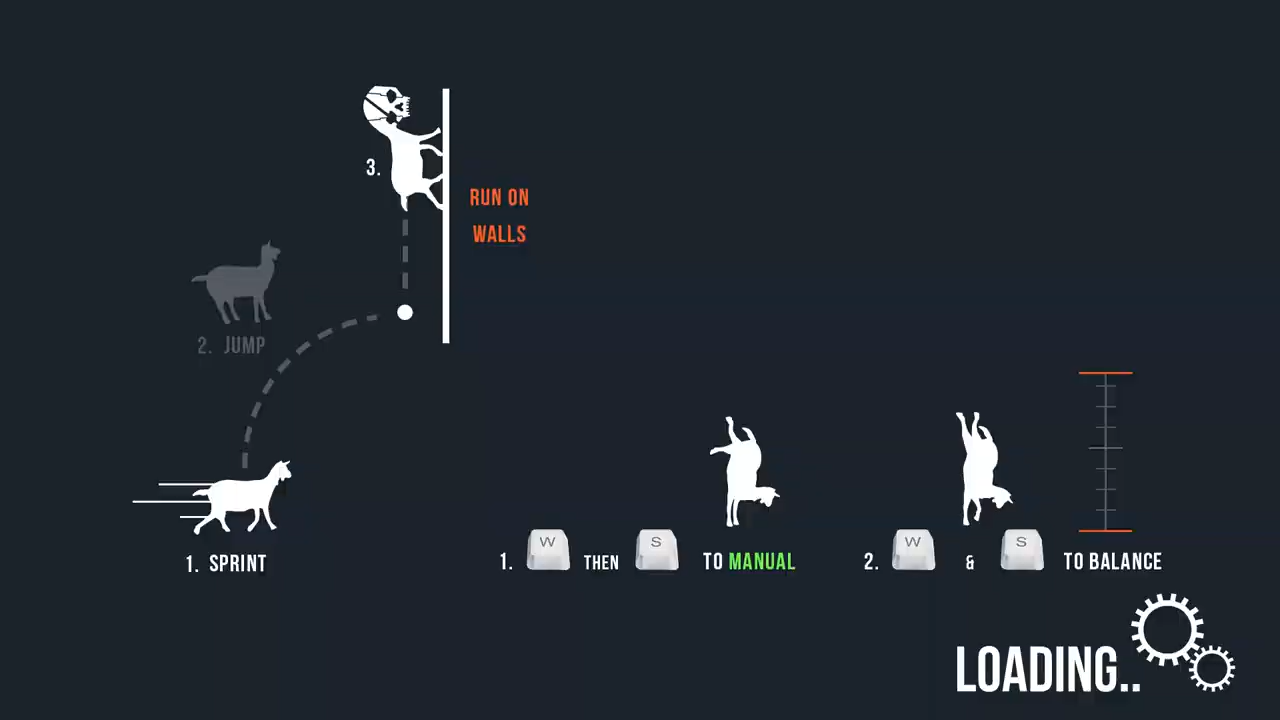 3.
RUN ON
WALLS
2. JUMP
1. SPRINT
1. W THEN S TO MANUAL
2. W & S TO BALANCE
LOADING..